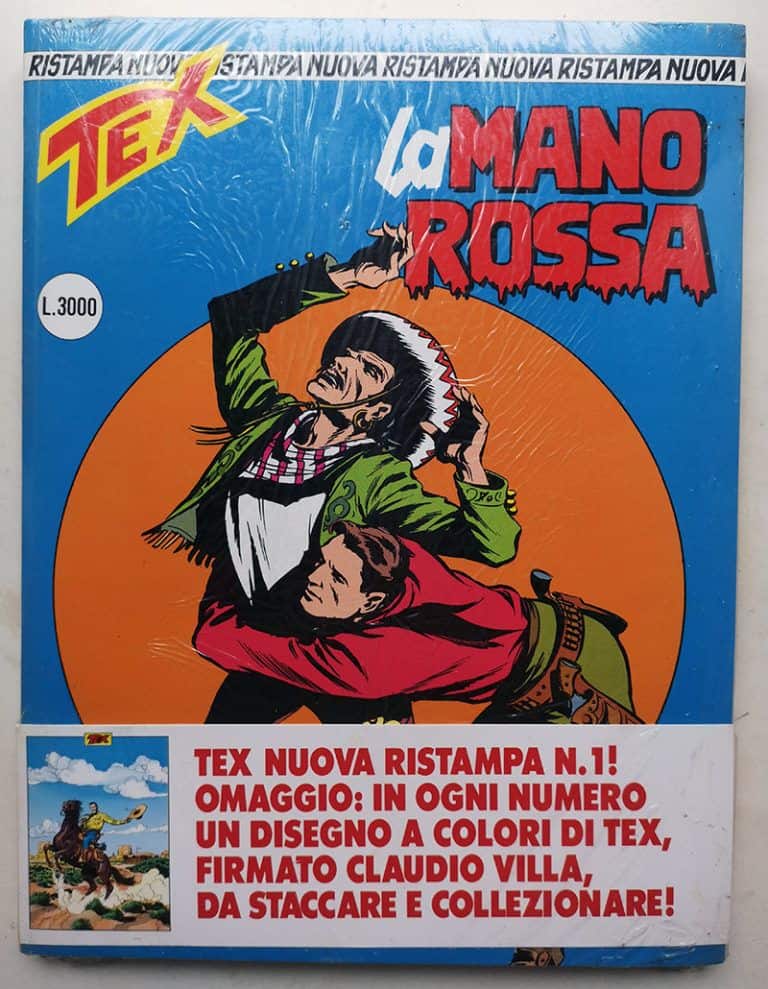 RISTAMPA NUOVA RISTAMPA NUOVA RISTAMPA NUOVA RISTAMPA NUOVA
TEX
La MANO
ROSSA
L.3000
TEX
TEX NUOVA RISTAMPA N.1!
OMAGGIO: IN OGNI NUMERO
UN DISEGNO A COLORI DI TEX,
FIRMATO CLAUDIO VILLA,
DA STACCARE E COLLEZIONARE!